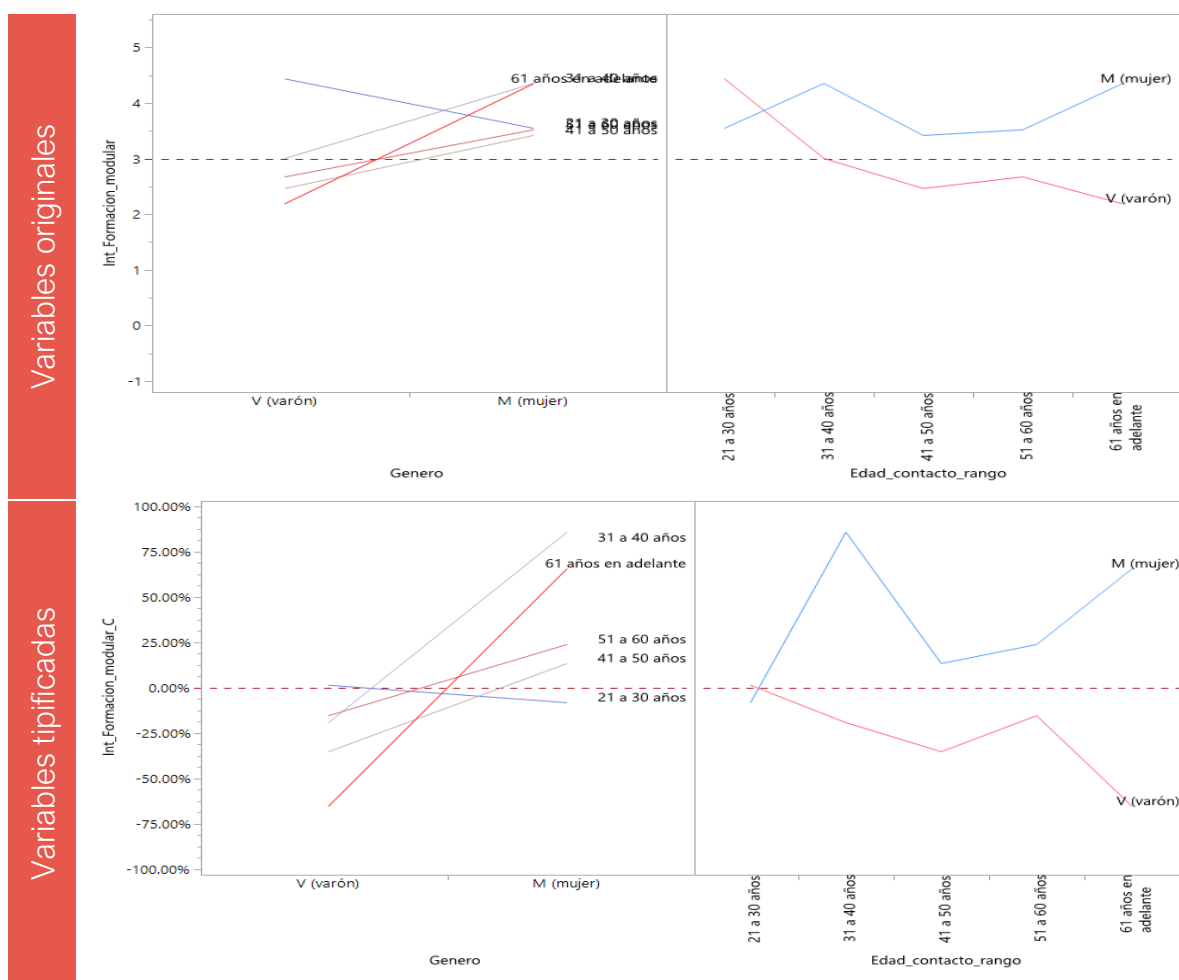 Variables originales
Int_Formacion_modular
5
4
3
2
1
0
-1
61 años en adelante
31 a 40 años
21 a 30 años
51 a 60 años
41 a 50 años
M (mujer)
V (varón)
V (varón)
M (mujer)
Genero
21 a 30 años
31 a 40 años
41 a 50 años
51 a 60 años
61 años en
adelante
Edad_contacto_rango
Variables tipificadas
Int_Formacion_modular_C
100.00%
75.00%
50.00%
25.00%
0.00%
-25.00%
-50.00%
-75.00%
-100.00%
31 a 40 años
61 años en adelante
51 a 60 años
41 a 50 años
21 a 30 años
M (mujer)
V (varón)
V (varón)
M (mujer)
Genero
21 a 30 años
31 a 40 años
41 a 50 años
51 a 60 años
61 años en
adelante
Edad_contacto_rango